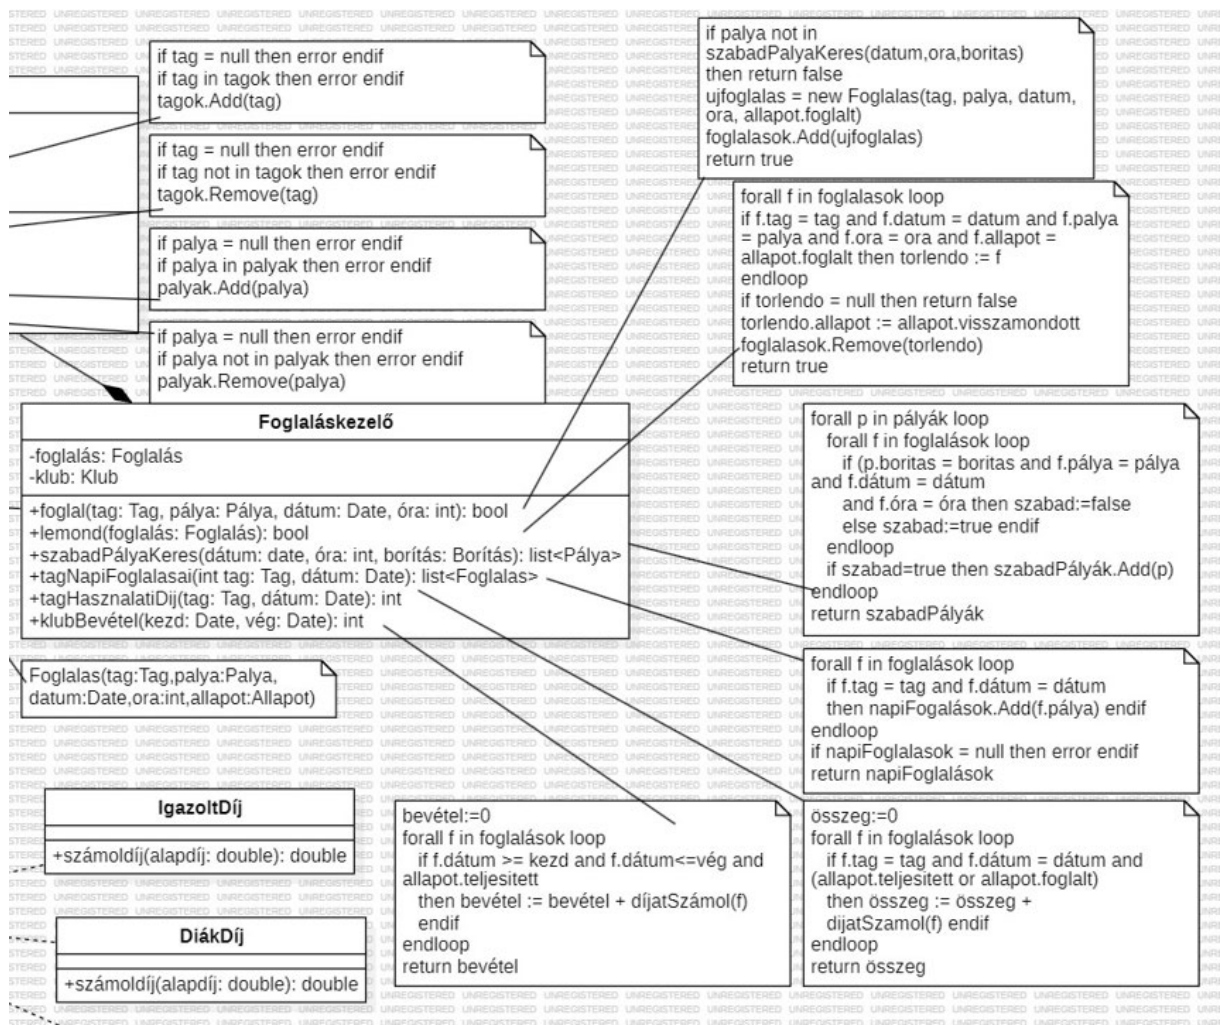 if tag = null then error endif
if tag in tagok then error endif
tagok.Add(tag)
if tag = null then error endif
if tag not in tagok then error endif
tagok.Remove(tag)
if palya = null then error endif
if palya in palyak then error endif
palyak.Add(palya)
if palya = null then error endif
if palya not in palyak then error endif
palyak.Remove(palya)
if palya not in
szabadPalyaKeres(datum,ora,boritas)
then return false
ujfoglalas = new Foglalas(tag, palya, datum,
ora, allapot.foglalt)
foglalasok.Add(ujfoglalas)
return true
forall f in foglalasok loop
if f.tag = tag and f.datum = datum and f.palya
= palya and f.ora = ora and f.allapot =
allapot.foglalt then torlendo := f
endloop
if torlendo = null then return false
torlendo.allapot := allapot.visszamondott
foglalasok.Remove(torlendo)
return true
Foglaláskezelő
-foglalás: Foglalás
-klub: Klub
+foglal(tag: Tag, pálya: Pálya, dátum: Date, óra: int): bool
+lemond(foglalás: Foglalás): bool
+szabadPályaKeres(dátum: date, óra: int, borítás: Borítás): list<Pálya>
+tagNapiFoglalasai(int tag: Tag, dátum: Date): list<Foglalas>
+tagHasznalatiDij(tag: Tag, dátum: Date): int
+klubBevétel(kezd: Date, vég: Date): int
forall p in pályák loop
forall f in foglalások loop
if (p.boritas = boritas and f.pálya = pálya
and f.dátum = dátum
and f.óra = óra then szabad:=false
else szabad:=true endif
endloop
if szabad=true then szabadPályák.Add(p)
endloop
return szabadPályák
Foglalas(tag:Tag,palya:Palya,
datum:Date,ora:int,allapot:Allapot)
forall f in foglalások loop
if f.tag = tag and f.dátum = dátum
then napiFogalások.Add(f.pálya) endif
endloop
if napiFoglalasok = null then error endif
return napiFoglalások
IgazoltDíj
+számoldíj(alapdíj: double): double
DiákDíj
+számoldíj(alapdíj: double): double
bevétel:=0
forall f in foglalások loop
if f.dátum >= kezd and f.dátum<=vég and
allapot.teljesitett
then bevétel := bevétel + díjatSzámol(f)
endif
endloop
return bevétel
összeg:=0
forall f in foglalások loop
if f.tag = tag and f.dátum = dátum and
(allapot.teljesitett or allapot.foglalt)
then összeg := összeg +
dijatSzamol(f) endif
endloop
return összeg